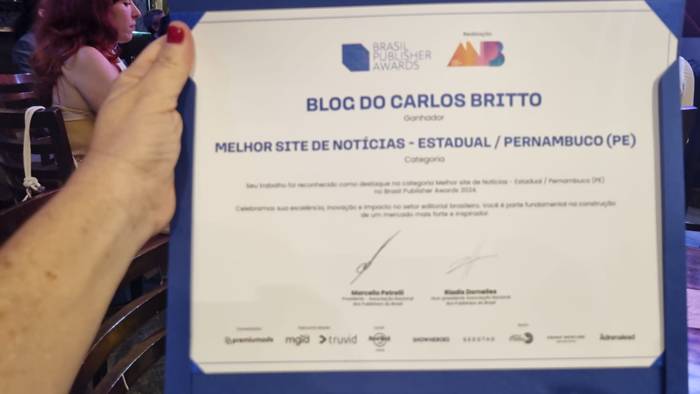 BRASIL
PUBLISHER
AWARDS
Realização
BLOG DO CARLOS BRITTO
Ganhador
MELHOR SITE DE NOTÍCIAS - ESTADUAL / PERNAMBUCO (PE)
Categoria
Seu trabalho foi reconhecido como destaque na categoria Melhor site de Notícias - Estadual / Pernambuco (PE)
no Brasil Publisher Awards 2024.
Celebramos sua excelência, inovação e impacto no setor editorial brasileiro. Você é parte fundamental na construção
de um mercado mais forte e inspirador.
Marcello Petrelli
Presidente - Associação Nacional
dos Publishers do Brasil
Riadis Dornelles
Vice-presidente Associação Nacional
dos Publishers do Brasil
premiumads
mgid
truvid
SHOWHEROES
SEEDTAG
Adrenalead